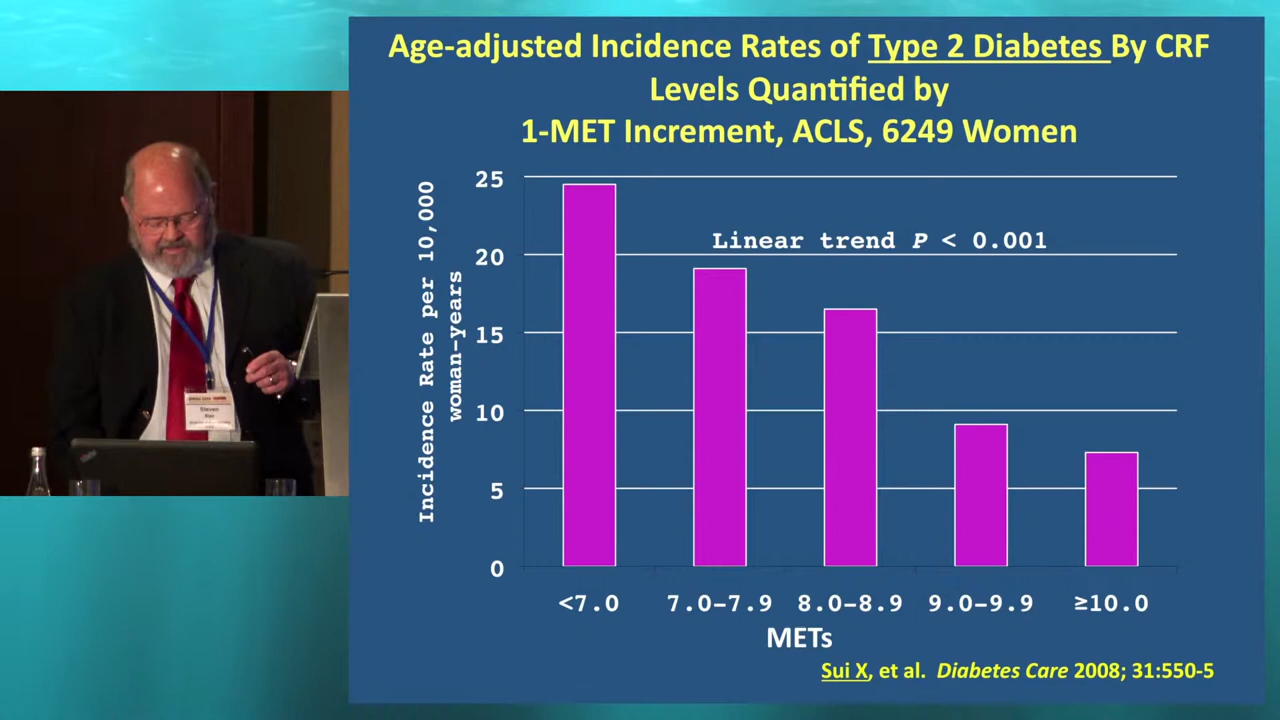 Age-adjusted Incidence Rates of Type 2 Diabetes By CRF
Levels Quantified by
1-MET Increment, ACLS, 6249 Women
Incidence Rate per 10,000
woman-years
25
20
15
10
5
0
Linear trend P < 0.001
<7.0 7.0-7.9 8.0-8.9 9.0-9.9 ≥10.0
METs
Sui X, et al. Diabetes Care 2008; 31:550-5
Steven